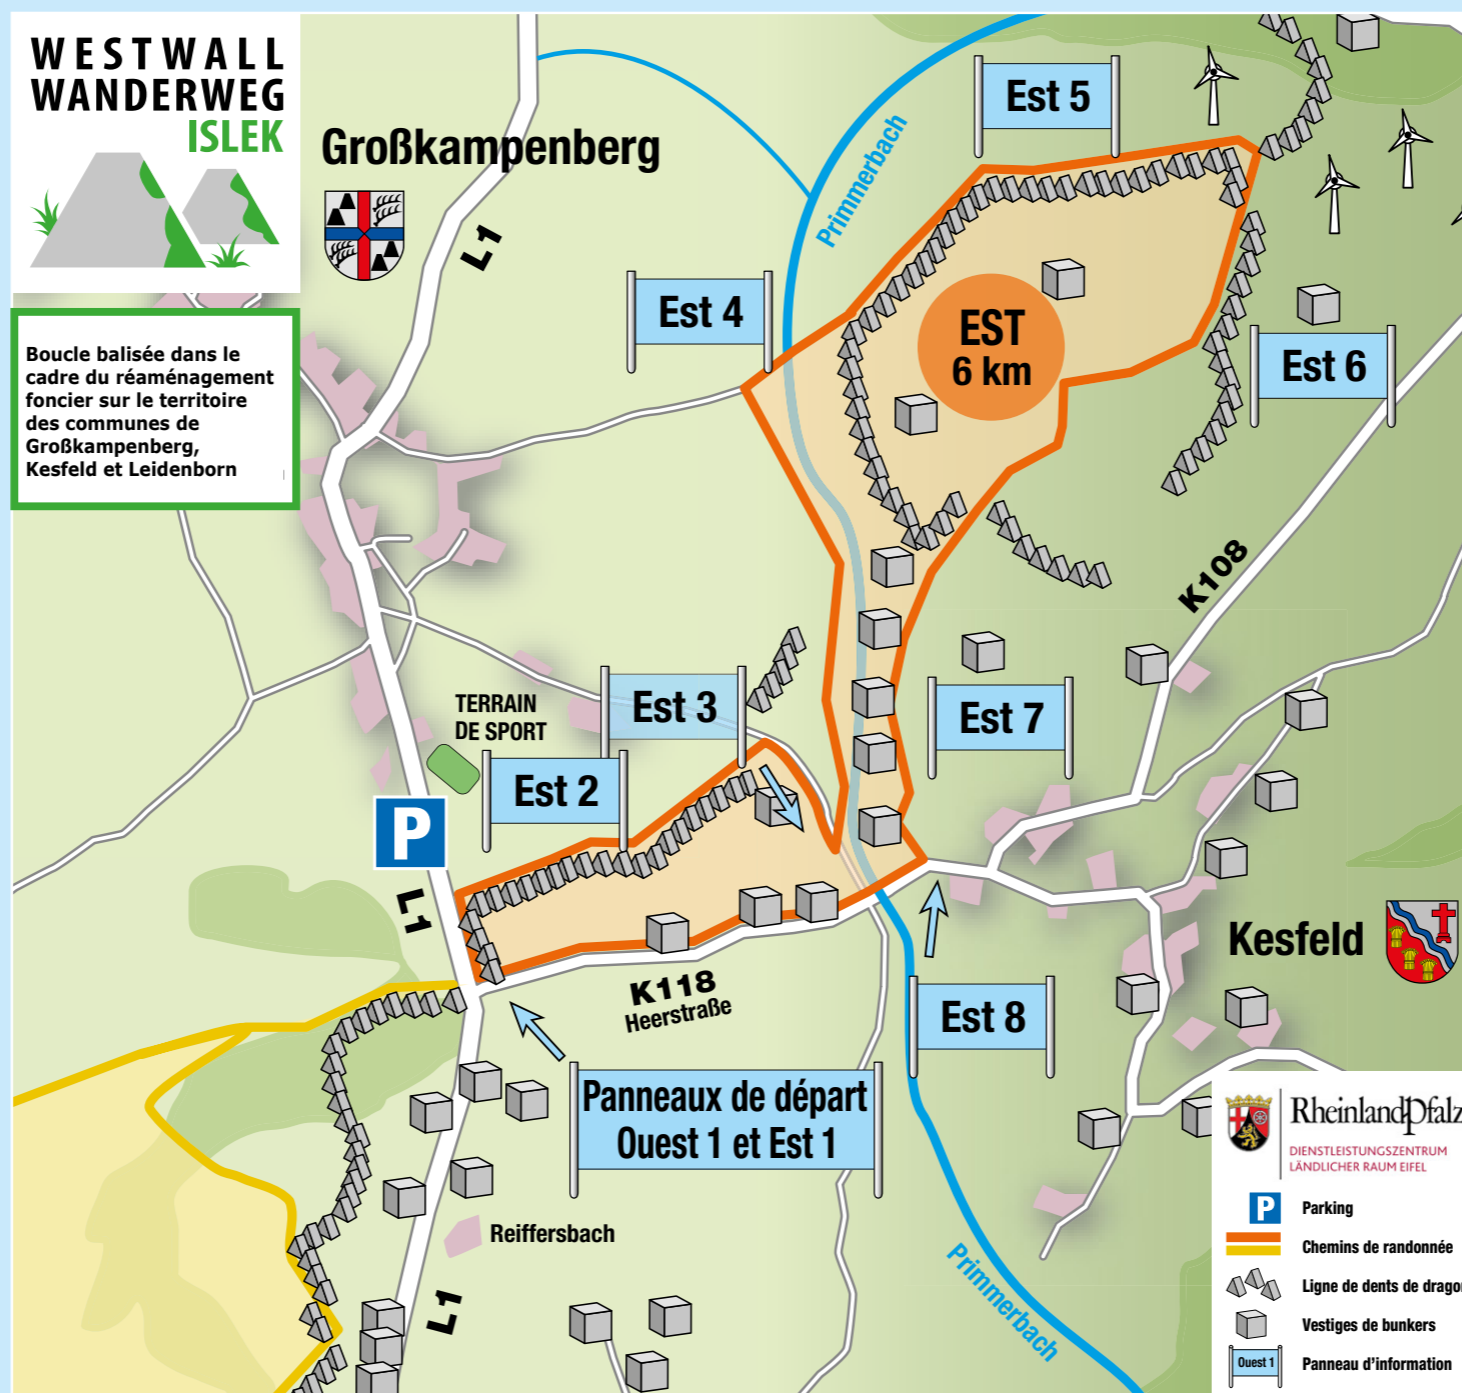 WESTWALL
WANDERWEG
ISLEK
Boucle balisée dans le
cadre du réaménagement
foncier sur le territoire
des communes de
Großkampenberg,
Kesfeld et Leidenborn
Großkampenberg
L1
Primmerbach
Est 5
Est 4
EST
6 km
Est 6
K108
TERRAIN
DE SPORT
Est 3
Est 2
Est 7
P
L1
K118
Heerstraße
Kesfeld
Est 8
Panneaux de départ
Ouest 1 et Est 1
Reiffersbach
L1
Primmerbach
RheinlandPfalz
DIENSTLEISTUNGSZENTRUM
LÄNDLICHER RAUM EIFEL
P
Parking
Chemins de randonnée
Ligne de dents de dragon
Vestiges de bunkers
Ouest 1
Panneau d'information